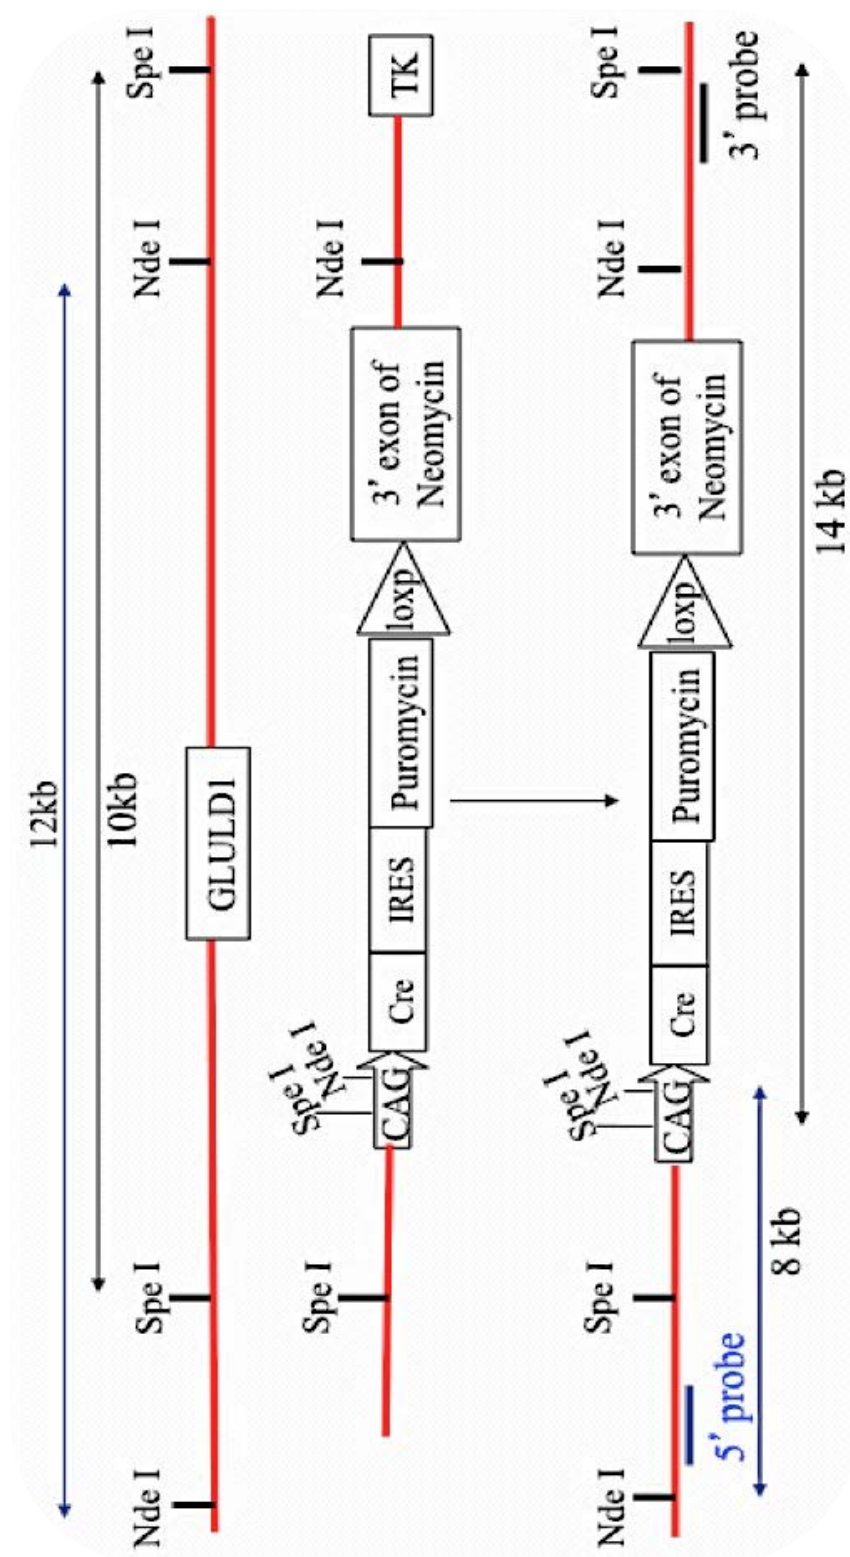 12kb
10kb
Nde I
Spe I
Nde I
Spe I
GLULD1
Spe I
Spe I
Nde I
Nde I
CAG
Cre
IRES
Puromycin
loxp
3' exon of
Neomycin
TK
Nde I
Spe I
Spe I
Nde I
Nde I
Spe I
CAG
Cre
IRES
Puromycin
loxp
3' exon of
Neomycin
5' probe
3' probe
8 kb
14 kb